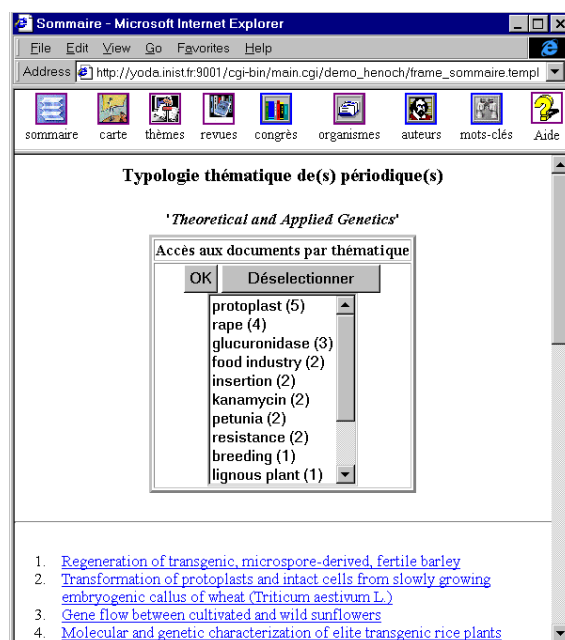 Sommaire - Microsoft Internet Explorer
File Edit View Go Favorites Help
Address http://yoda.inist.fr:9001/cgi-bin/main.cgi/demo_henoch/frame_sommaire.templ
sommaire carte thèmes revues congrès organismes auteurs mots-clés Aide
Typologie thématique de(s) périodique(s)
'Theoretical and Applied Genetics'
Accès aux documents par thématique
OK Déselectionner
protoplast (5)
rape (4)
glucuronidase (3)
food industry (2)
insertion (2)
kanamycin (2)
petunia (2)
resistance (2)
breeding (1)
lignous plant (1)
1. Regeneration of transgenic, microspore-derived, fertile barley
2. Transformation of protoplasts and intact cells from slowly growing
embryogenic callus of wheat (Triticum aestivum L.)
3. Gene flow between cultivated and wild sunflowers
4. Molecular and genetic characterization of elite transgenic rice plants